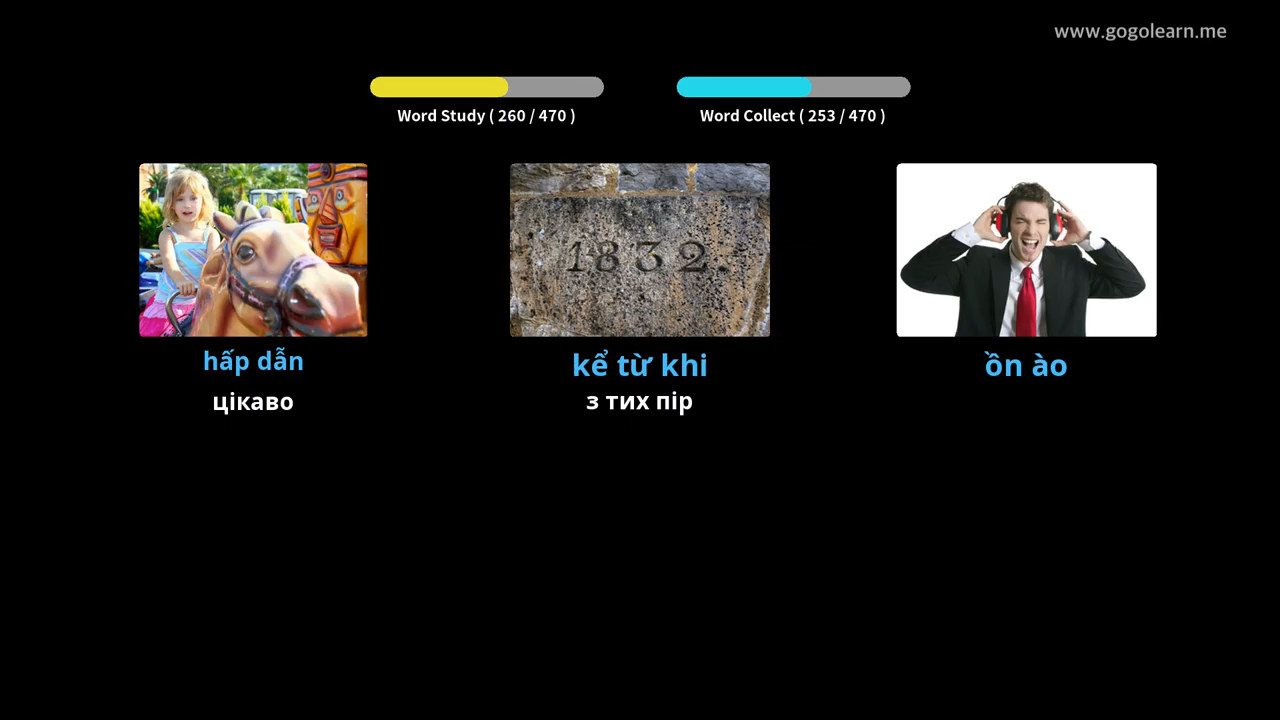 www.gogolearn.me
Word Study ( 260 / 470 )
Word Collect ( 253 / 470 )
1832.
hấp dẫn
kể từ khi
ồn ào
цікаво
з тих пір